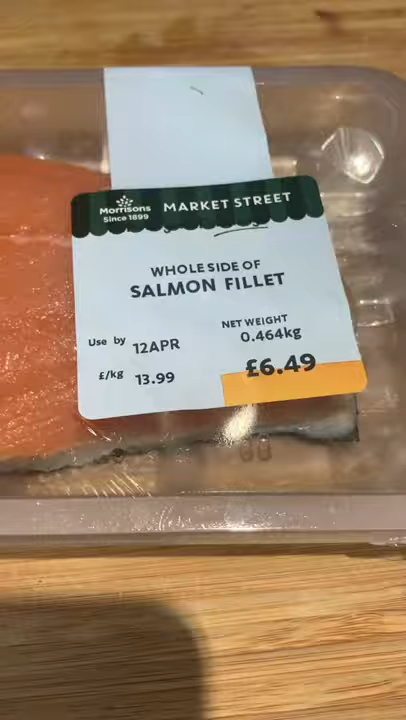 Morrisons
Since 1899
MARKET STREET
WHOLE SIDE OF
SALMON FILLET
Use by 12APR
NET WEIGHT
0.464kg
£/kg 13.99
£6.49